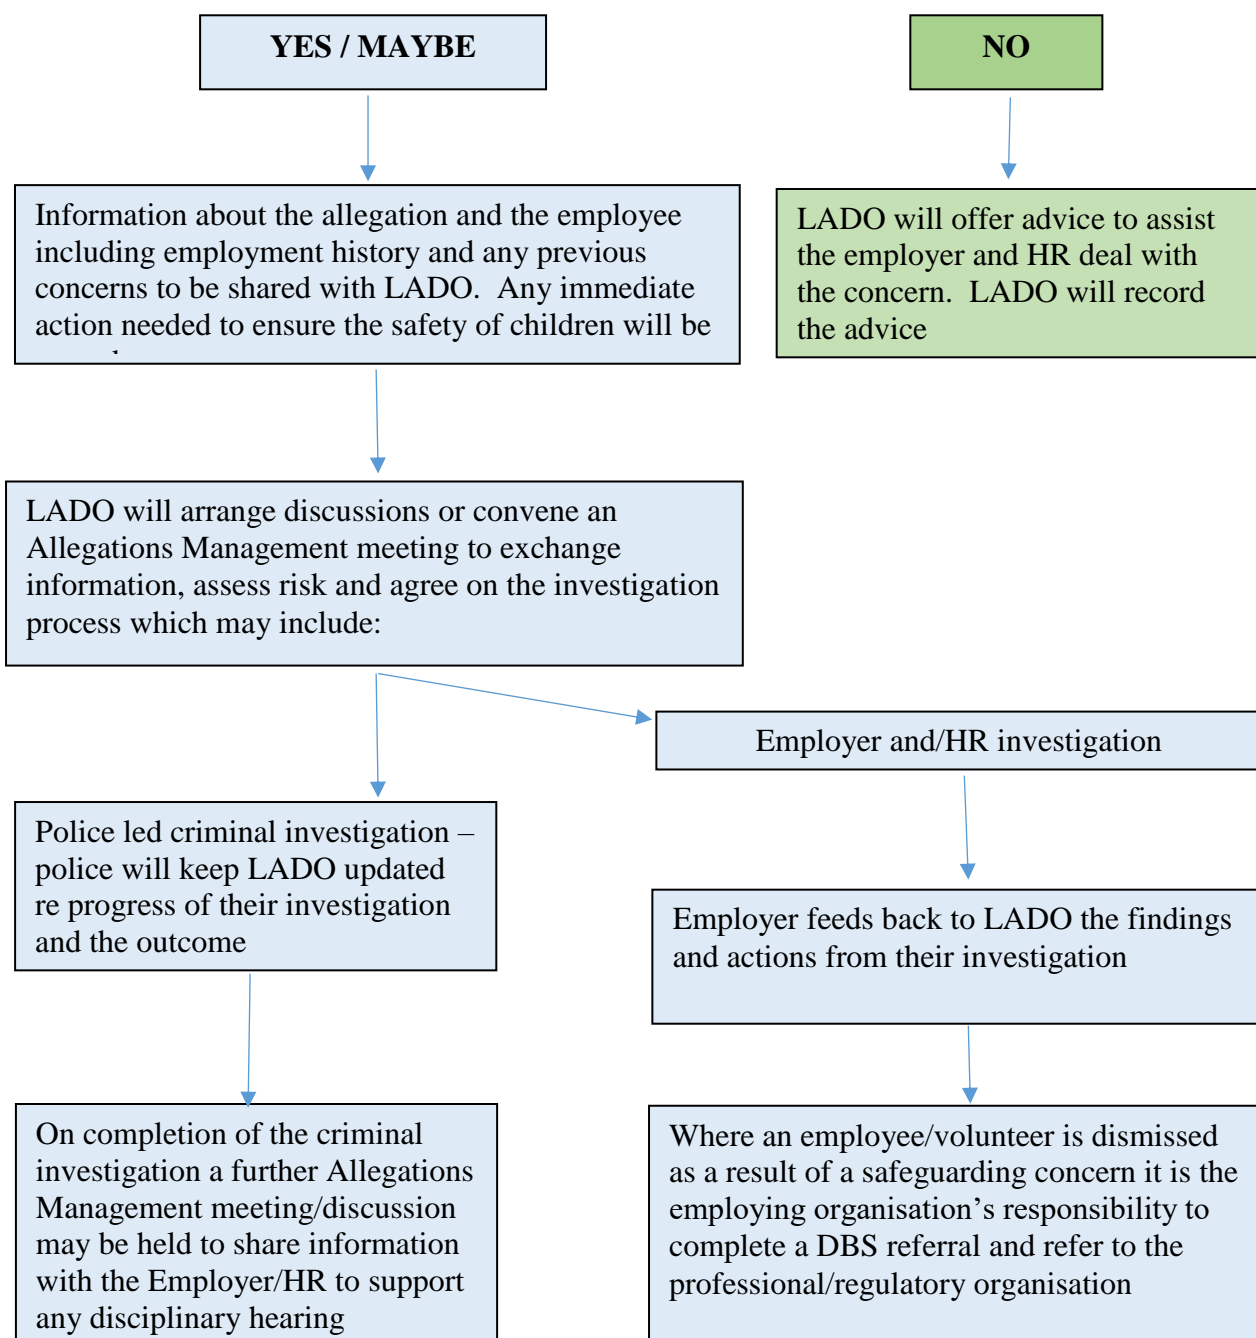 YES / MAYBE
NO
Information about the allegation and the employee
including employment history and any previous
concerns to be shared with LADO.  Any immediate
action needed to ensure the safety of children will be
LADO will offer advice to assist
the employer and HR deal with
the concern.  LADO will record
the advice
LADO will arrange discussions or convene an
Allegations Management meeting to exchange
information, assess risk and agree on the investigation
process which may include:
Employer and/HR investigation
Police led criminal investigation –
police will keep LADO updated
re progress of their investigation
and the outcome
Employer feeds back to LADO the findings
and actions from their investigation
On completion of the criminal
investigation a further Allegations
Management meeting/discussion
may be held to share information
with the Employer/HR to support
any disciplinary hearing
Where an employee/volunteer is dismissed
as a result of a safeguarding concern it is the
employing organisation’s responsibility to
complete a DBS referral and refer to the
professional/regulatory organisation